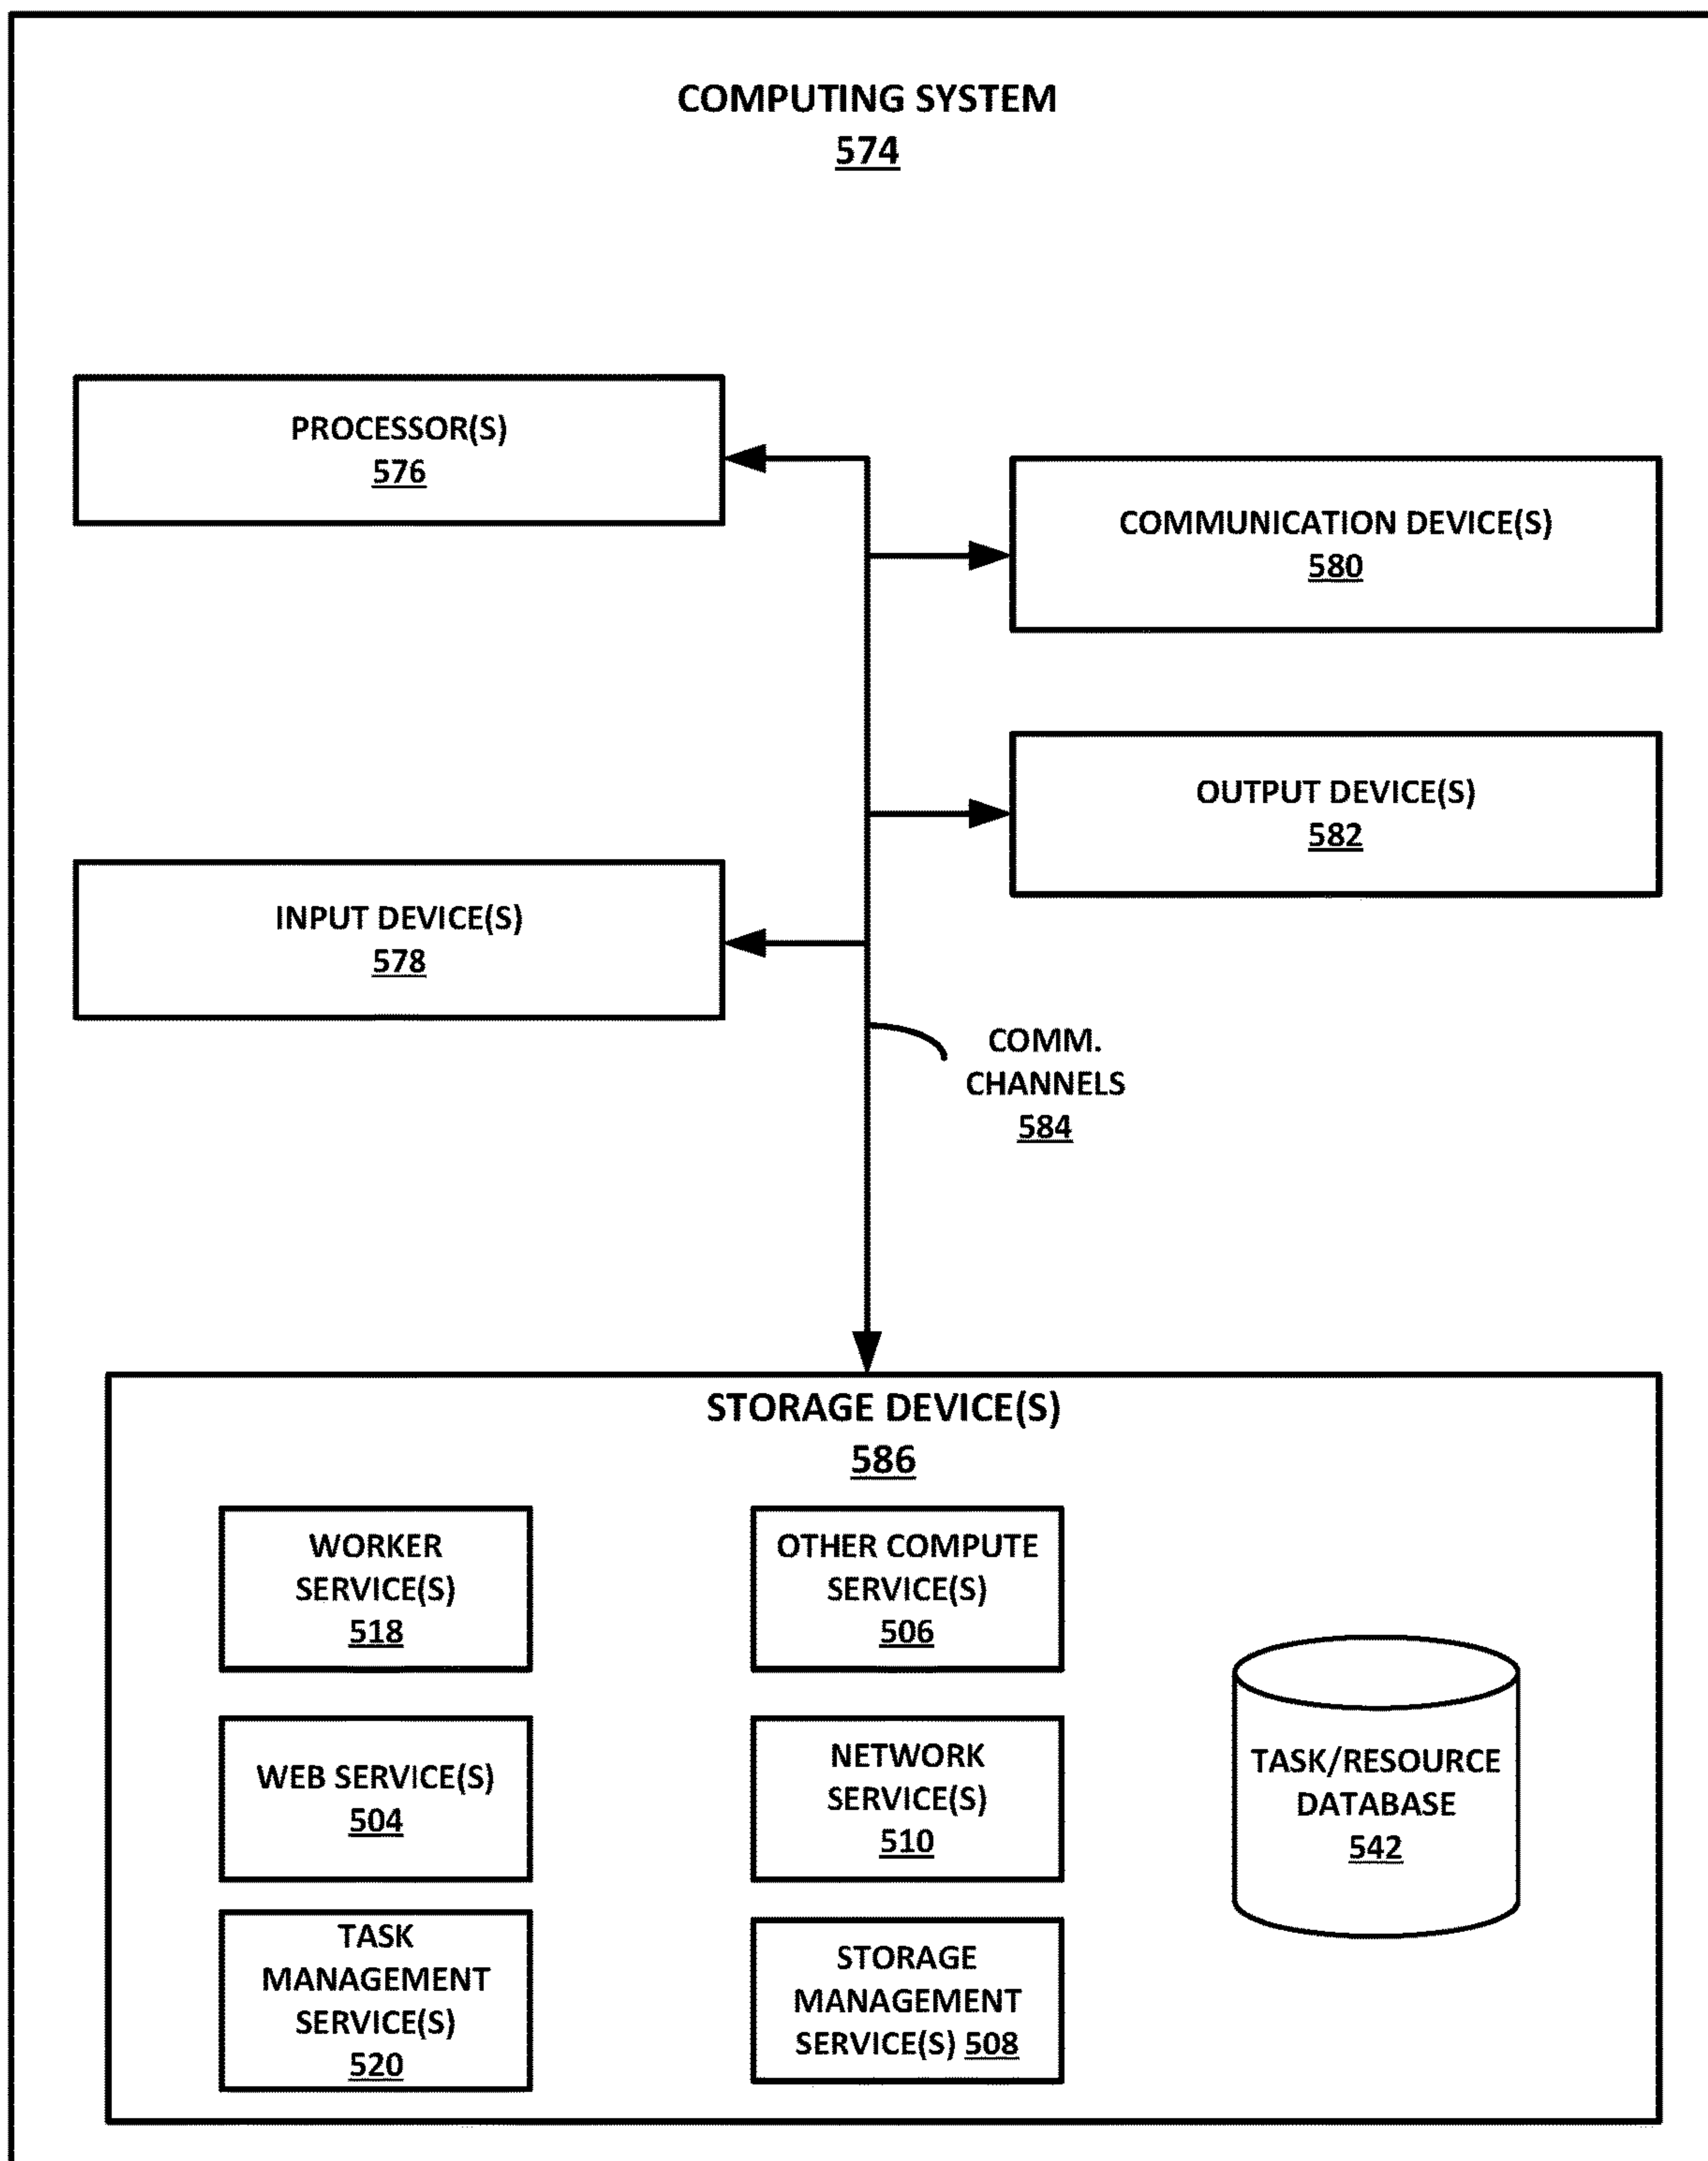 COMPUTING SYSTEM
574
PROCESSOR(S)
576
COMMUNICATION DEVICE(S)
580
OUTPUT DEVICE(S)
582
INPUT DEVICE(S)
578
COMM.
CHANNELS
584
STORAGE DEVICE(S)
586
WORKER
SERVICE(S)
518
OTHER COMPUTE
SERVICE(S)
506
WEB SERVICE(S)
504
NETWORK
SERVICE(S)
510
TASK/RESOURCE
DATABASE
542
TASK
MANAGEMENT
SERVICE(S)
520
STORAGE
MANAGEMENT
SERVICE(S) 508